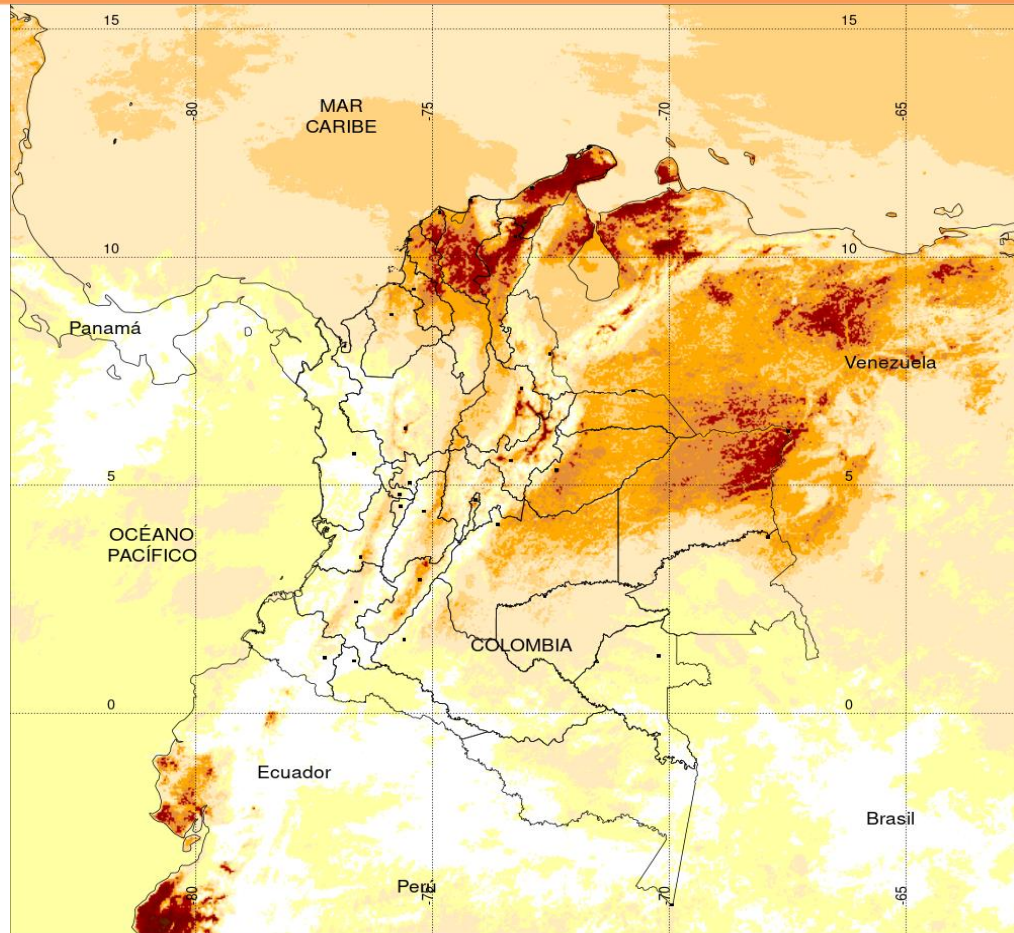 15
15
-80
-75
-70
-65
MAR
CARIBE
10
10
Panamá
Venezuela
5
5
OCÉANO
PACÍFICO
COLOMBIA
0
0
Ecuador
Brasil
Perú
-80
-75
-70
-65